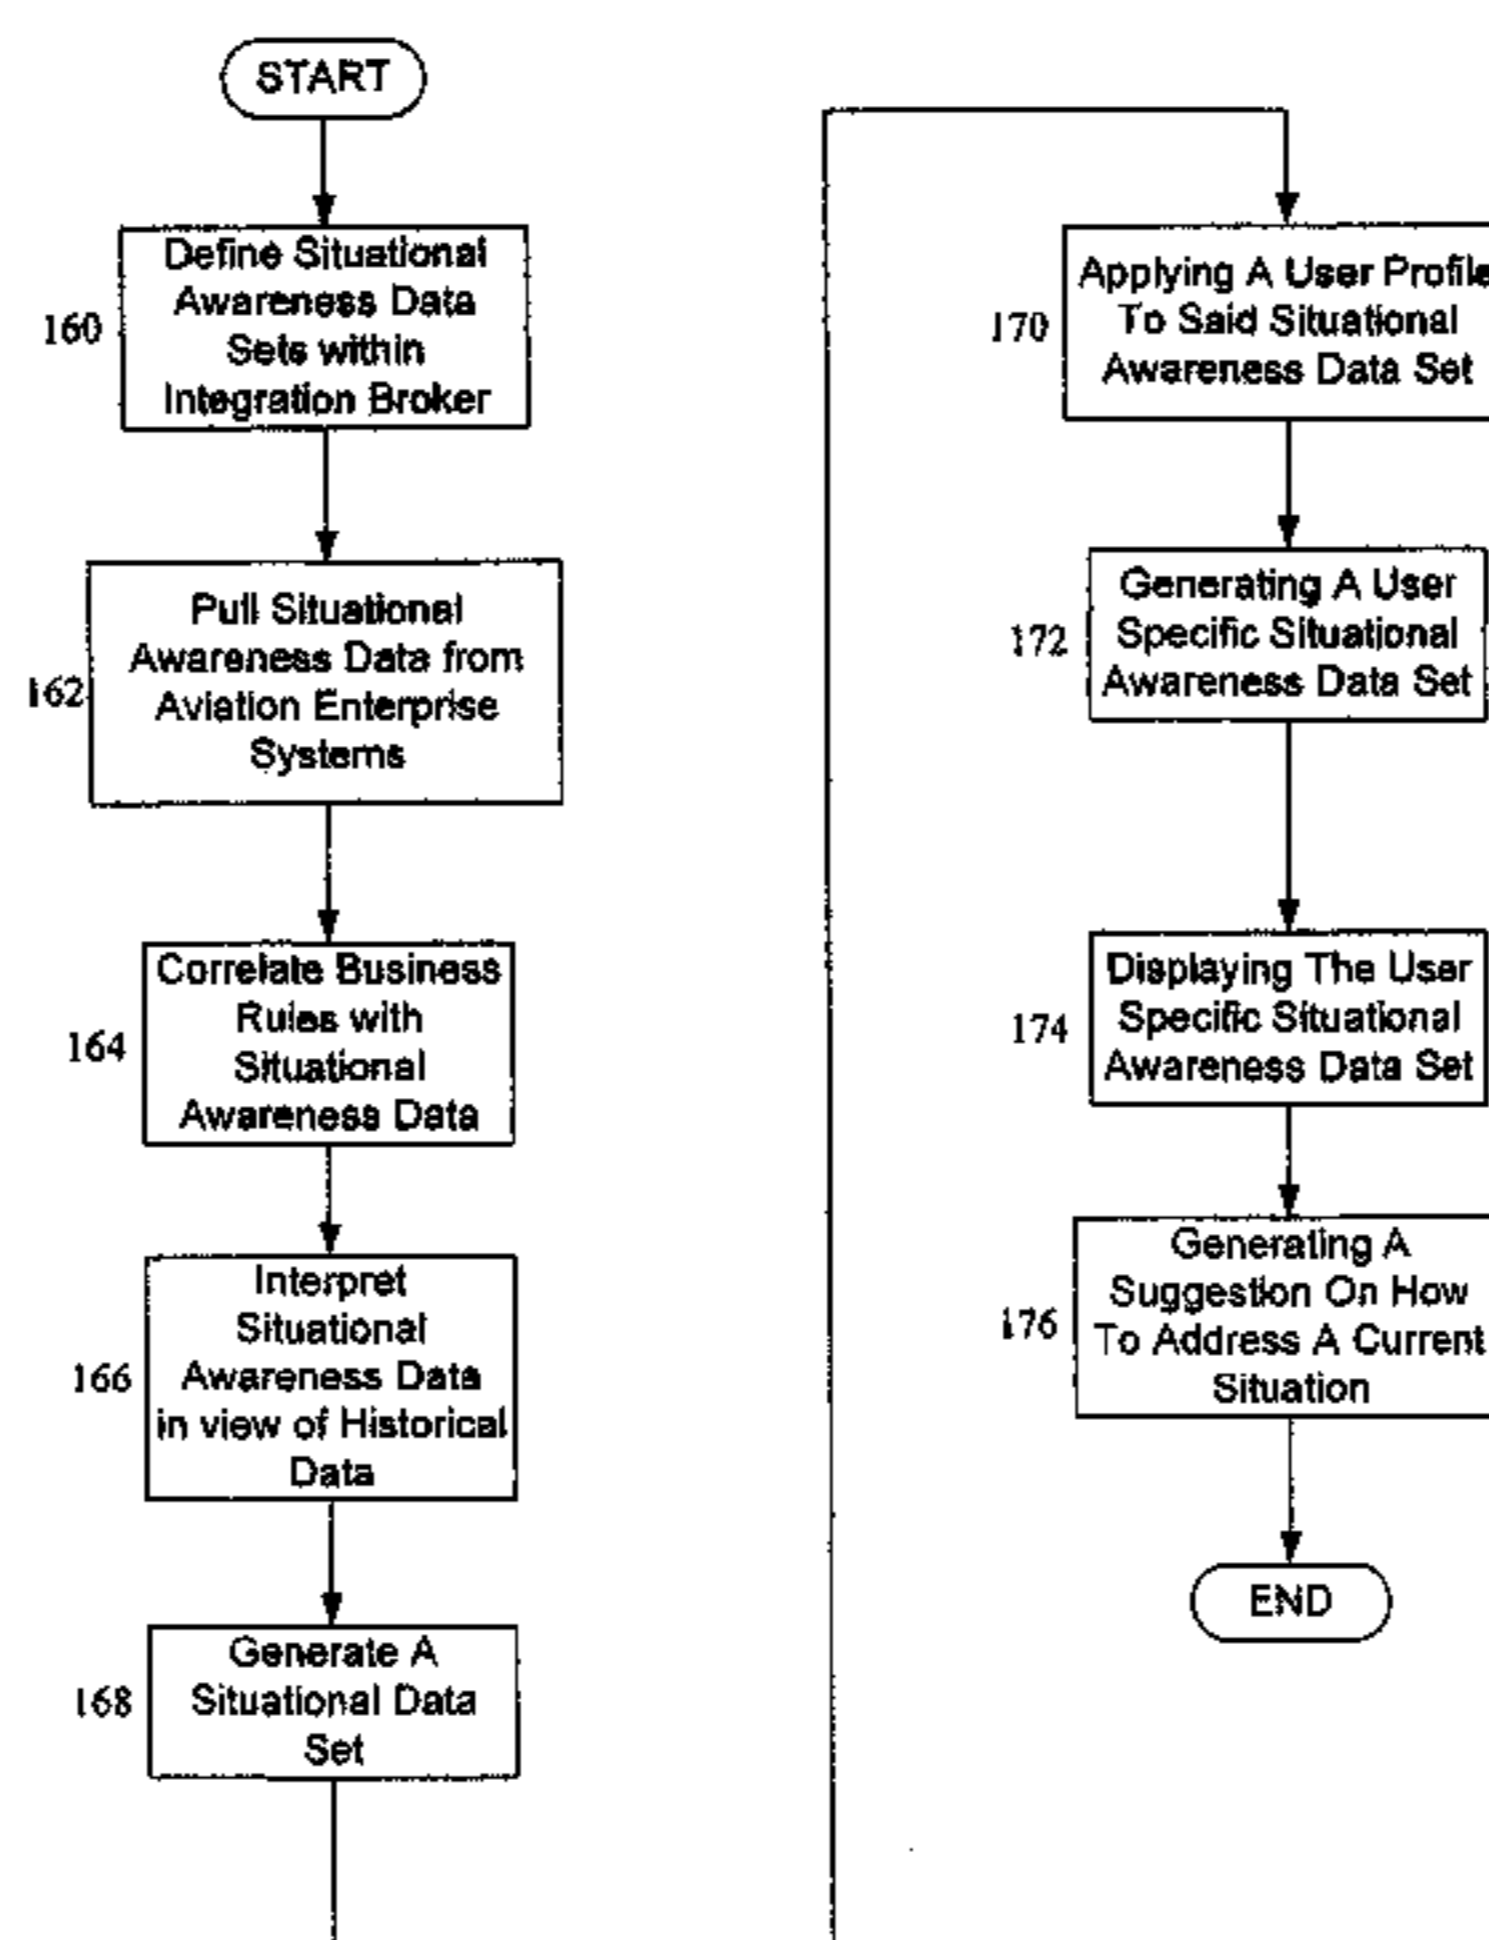 START
Define Situational
Awareness Data
Sets within
Integration Broker
160
Pull Situational
Awareness Data from
Aviation Enterprise
Systems
162
Correlate Business
Rules with
Situational
Awareness Data
164
Interpret
Situational
Awareness Data
in view of Historical
Data
166
Generate A
Situational Data
Set
168
Applying A User Profile
To Said Situational
Awareness Data Set
170
Generating A User
Specific Situational
Awareness Data Set
172
Displaying The User
Specific Situational
Awareness Data Set
174
Generating A
Suggestion On How
To Address A Current
Situation
176
END